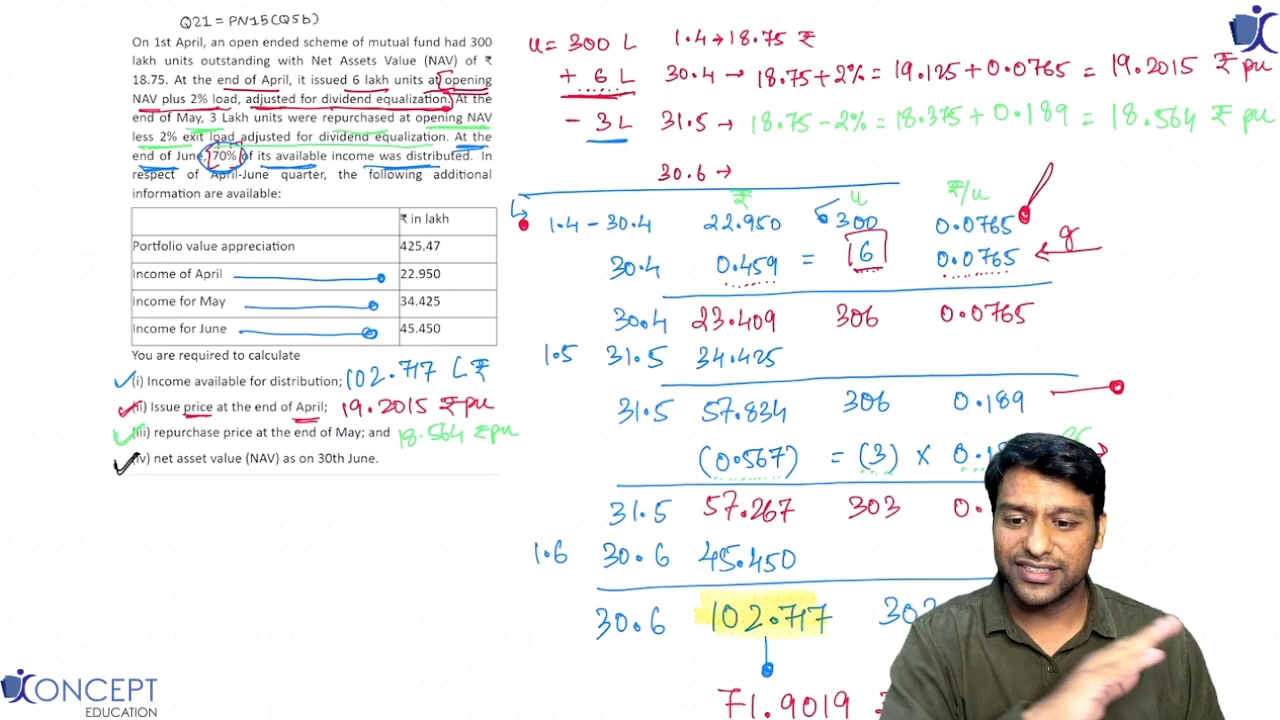 Q21 = PN15(Q5b)
On 1st April, an open ended scheme of mutual fund had 300
lakh units outstanding with Net Assets Value (NAV) of ₹
18.75. At the end of April, it issued 6 lakh units at opening
NAV plus 2% load, adjusted for dividend equalization. At the
end of May, 3 Lakh units were repurchased at opening NAV
less 2% exit load adjusted for dividend equalization. At the
end of June, 70% of its available income was distributed. In
respect of April-June quarter, the following additional
information are available:
₹ in lakh
Portfolio value appreciation 425.47
Income of April 22.950
Income for May 34.425
Income for June 45.450
You are required to calculate
(i) Income available for distribution; 102.717 L ₹
(ii) Issue price at the end of April; 19.2015 ₹ pu
(iii) repurchase price at the end of May; and 18.564 ₹ pu
(iv) net asset value (NAV) as on 30th June.
u = 300 L 1.4 → 18.75 ₹
+ 6 L 30.4 → 18.75 + 2% = 19.125 + 0.0765 = 19.2015 ₹ pu
- 3 L 31.5 → 18.75 - 2% = 18.375 + 0.189 = 18.564 ₹ pu
30.6 →
₹ u ₹/u
1.4 - 30.4 22.950 300 0.0765
30.4 0.459 = 6 0.0765
30.4 23.409 306 0.0765
1.5 31.5 34.425
31.5 57.834 306 0.189
(0.567) = (3) ×
31.5 57.267 303
1.6 30.6 45.450
30.6 102.717
71.9019
CONCEPT
EDUCATION